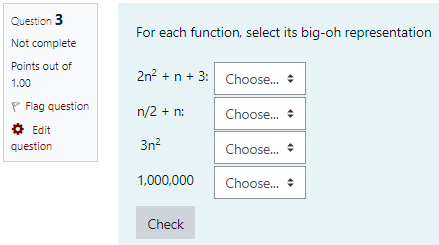 Question 3
Not complete
Points out of
1.00
Flag question
Edit
question
For each function, select its big-oh representation
2n² + n + 3: Choose...
n/2 + n: Choose...
3n² Choose...
1,000,000 Choose...
Check